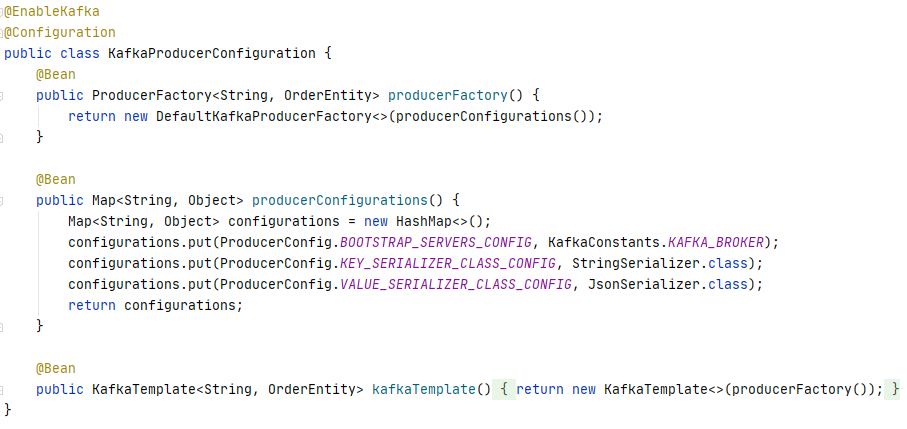 @EnableKafka
@Configuration
public class KafkaProducerConfiguration {
    @Bean
    public ProducerFactory<String, OrderEntity> producerFactory() {
        return new DefaultKafkaProducerFactory<>(producerConfigurations());
    }

    @Bean
    public Map<String, Object> producerConfigurations() {
        Map<String, Object> configurations = new HashMap<>();
        configurations.put(ProducerConfig.BOOTSTRAP_SERVERS_CONFIG, KafkaConstants.KAFKA_BROKER);
        configurations.put(ProducerConfig.KEY_SERIALIZER_CLASS_CONFIG, StringSerializer.class);
        configurations.put(ProducerConfig.VALUE_SERIALIZER_CLASS_CONFIG, JsonSerializer.class);
        return configurations;
    }

    @Bean
    public KafkaTemplate<String, OrderEntity> kafkaTemplate() { return new KafkaTemplate<>(producerFactory()); }
}